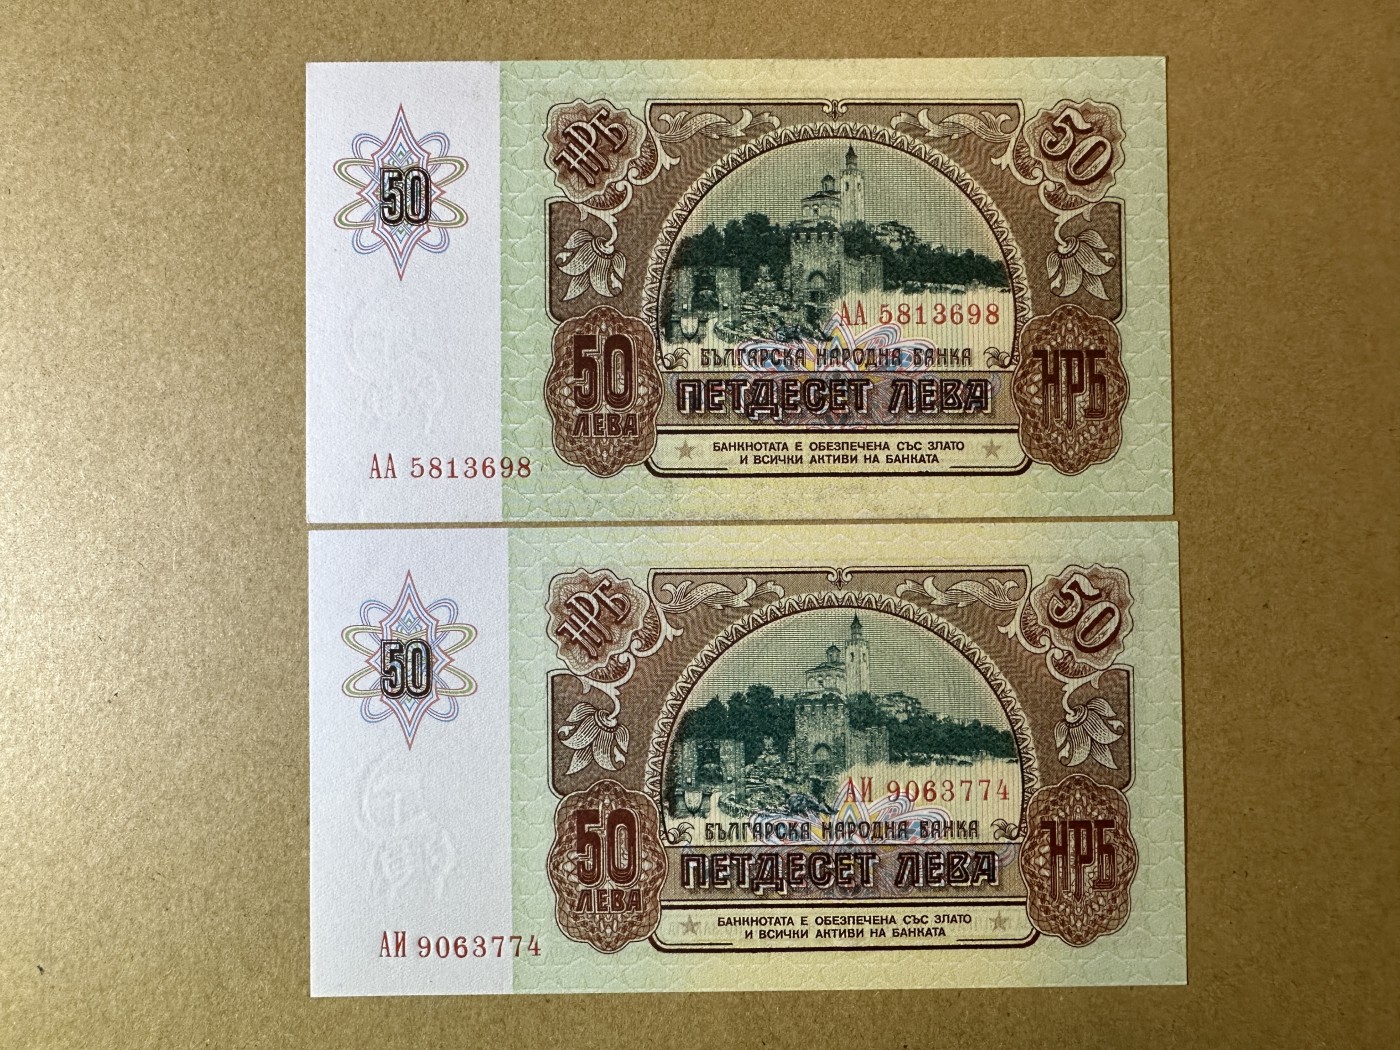 НРБ 50
50
АА 5813698
БЪЛГАРСКА НАРОДНА БАНКА
50 ПЕТДЕСЕТ ЛЕВА НРБ
ЛЕВА
БАНКНОТАТА Е ОБЕЗПЕЧЕНА СЪС ЗЛАТО
И ВСИЧКИ АКТИВИ НА БАНКАТА
АА 5813698
НРБ 50
50
АИ 9063774
БЪЛГАРСКА НАРОДНА БАНКА
50 ПЕТДЕСЕТ ЛЕВА НРБ
ЛЕВА
БАНКНОТАТА Е ОБЕЗПЕЧЕНА СЪС ЗЛАТО
И ВСИЧКИ АКТИВИ НА БАНКАТА
АИ 9063774